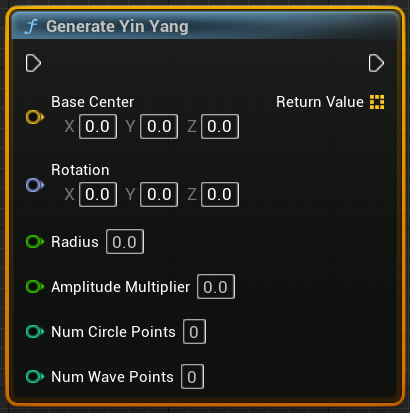 f Generate Yin Yang
Base Center
Return Value
X 0.0 Y 0.0 Z 0.0
Rotation
X 0.0 Y 0.0 Z 0.0
Radius 0.0
Amplitude Multiplier 0.0
Num Circle Points 0
Num Wave Points 0